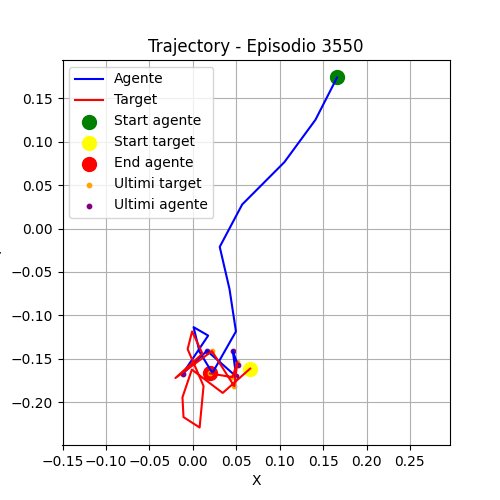 Trajectory - Episodio 3550
Agente
Target
Start agente
Start target
End agente
Ultimi target
Ultimi agente
0.15
0.10
0.05
0.00
−0.05
−0.10
−0.15
−0.20
−0.15 −0.10 −0.05 0.00 0.05 0.10 0.15 0.20 0.25
X